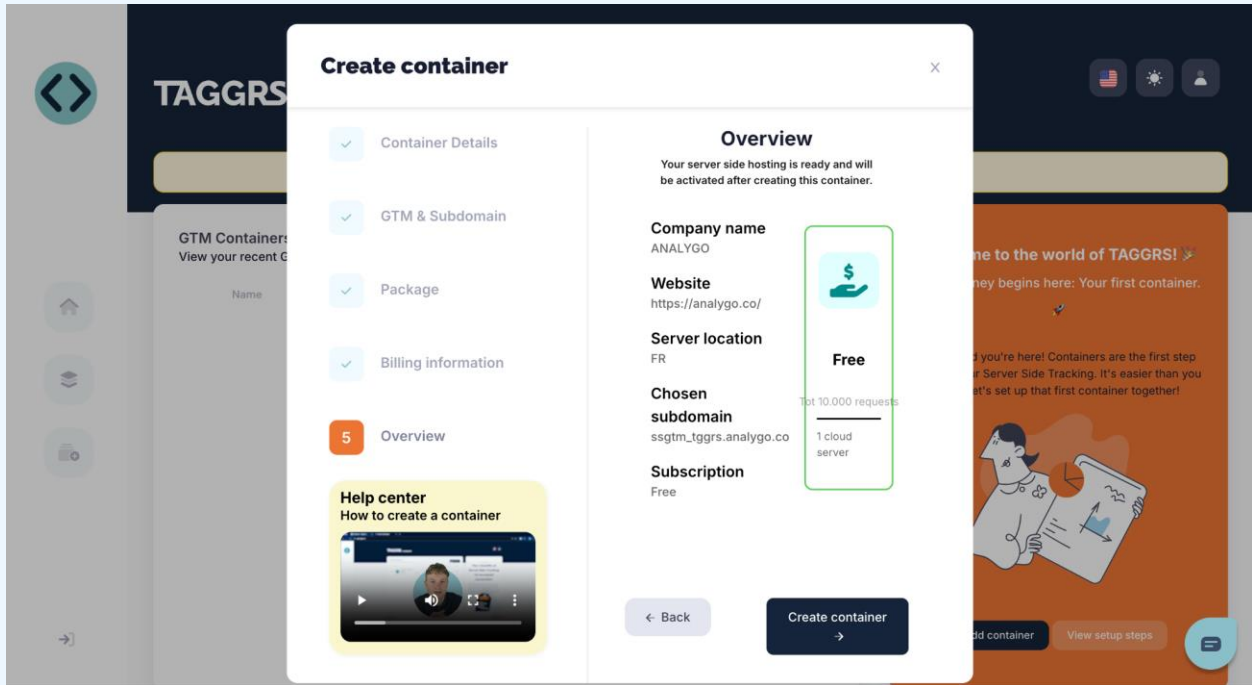 TAGGRS
Create container
X
Container Details
GTM & Subdomain
Package
Billing information
5 Overview
Help center
How to create a container
Overview
Your server side hosting is ready and will
be activated after creating this container.
Company name
ANALYGO
Website
https://analygo.co/
Server location
FR
Chosen
subdomain
ssgtm_tggrs.analygo.co
Subscription
Free
$
Free
Tot 10.000 requests
1 cloud
server
← Back
Create container
→
GTM Containers
View your recent G
Name
me to the world of TAGGRS!
ney begins here: Your first container.
you're here! Containers are the first step
r Server Side Tracking. It's easier than you
et's set up that first container together!
dd container
View setup steps